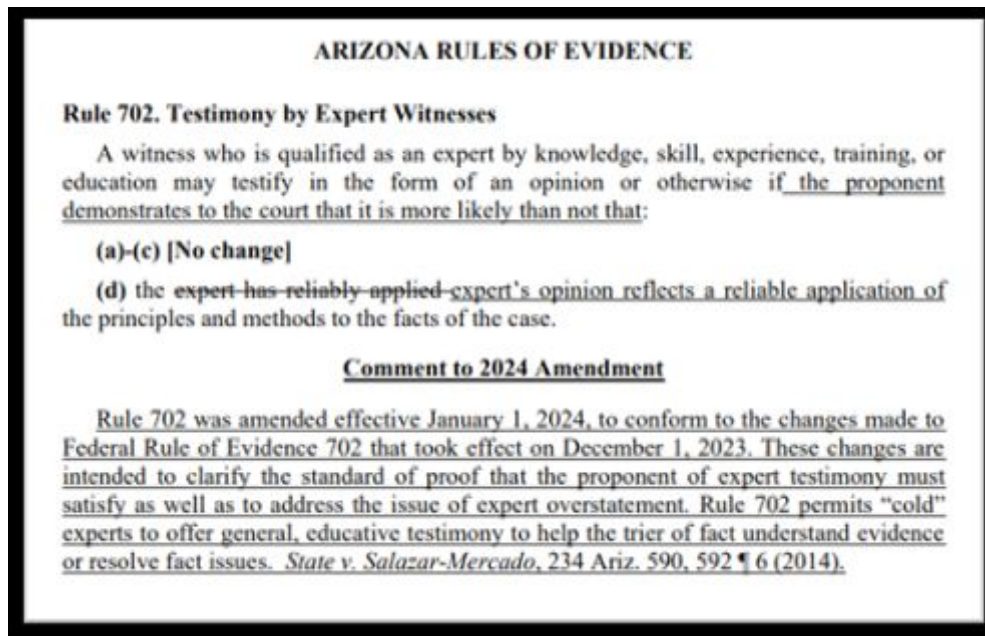 ARIZONA RULES OF EVIDENCE
Rule 702. Testimony by Expert Witnesses
A witness who is qualified as an expert by knowledge, skill, experience, training, or
education may testify in the form of an opinion or otherwise if the proponent
demonstrates to the court that it is more likely than not that:
(a)-(c) [No change]
(d) the expert has reliably applied expert's opinion reflects a reliable application of
the principles and methods to the facts of the case.
Comment to 2024 Amendment
Rule 702 was amended effective January 1, 2024, to conform to the changes made to
Federal Rule of Evidence 702 that took effect on December 1, 2023. These changes are
intended to clarify the standard of proof that the proponent of expert testimony must
satisfy as well as to address the issue of expert overstatement. Rule 702 permits “cold”
experts to offer general, educative testimony to help the trier of fact understand evidence
or resolve fact issues. State v. Salazar-Mercado, 234 Ariz. 590, 592 ¶ 6 (2014).